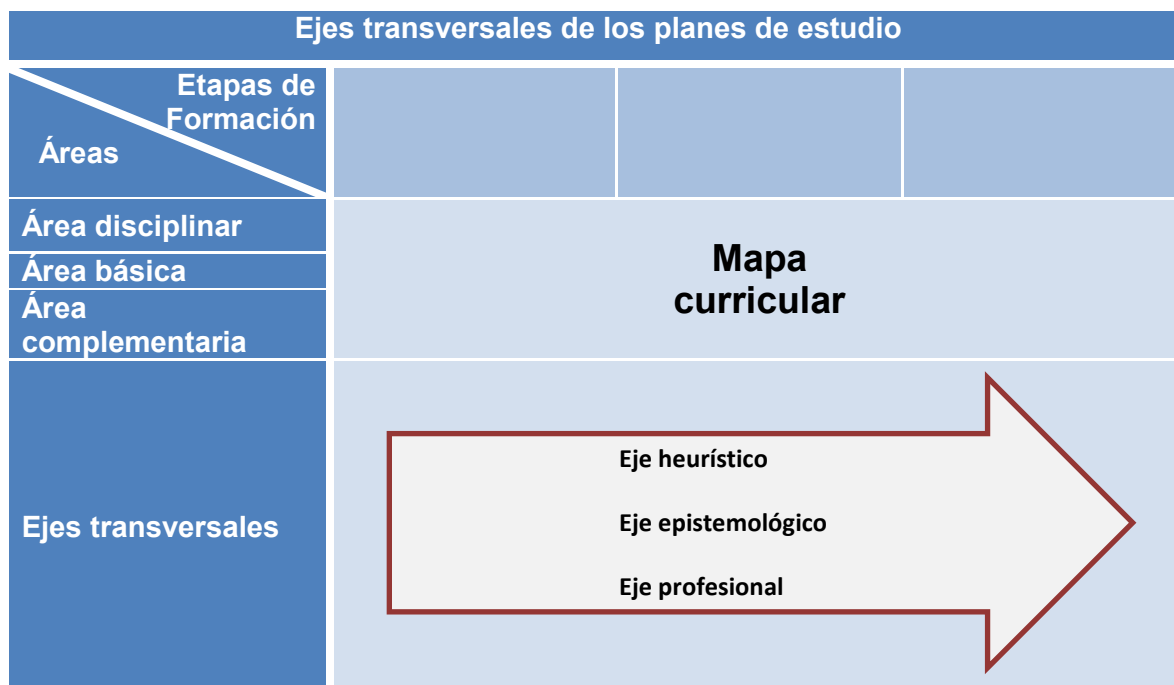 Ejes transversales de los planes de estudio
Etapas de
Formación
Áreas
Área disciplinar
Área básica
Área
complementaria
Mapa
curricular
Ejes transversales
Eje heurístico
Eje epistemológico
Eje profesional